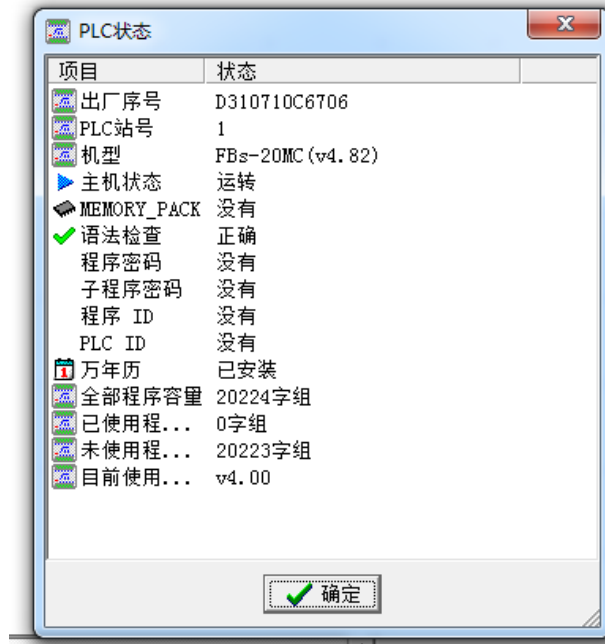 PLC状态
项目 状态
出厂序号 D310710C6706
PLC站号 1
机型 FBs-20MC(v4.82)
主机状态 运转
MEMORY_PACK 没有
语法检查 正确
程序密码 没有
子程序密码 没有
程序 ID 没有
PLC ID 没有
万年历 已安装
全部程序容量 20224字组
已使用程... 0字组
未使用程... 20223字组
目前使用... v4.00
确定